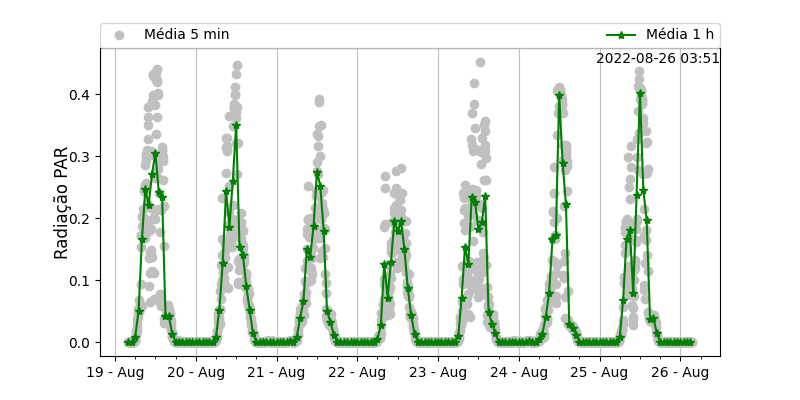 Média 5 min
Média 1 h
2022-08-26 03:51
Radiação PAR
0.4
0.3
0.2
0.1
0.0
19 - Aug
20 - Aug
21 - Aug
22 - Aug
23 - Aug
24 - Aug
25 - Aug
26 - Aug